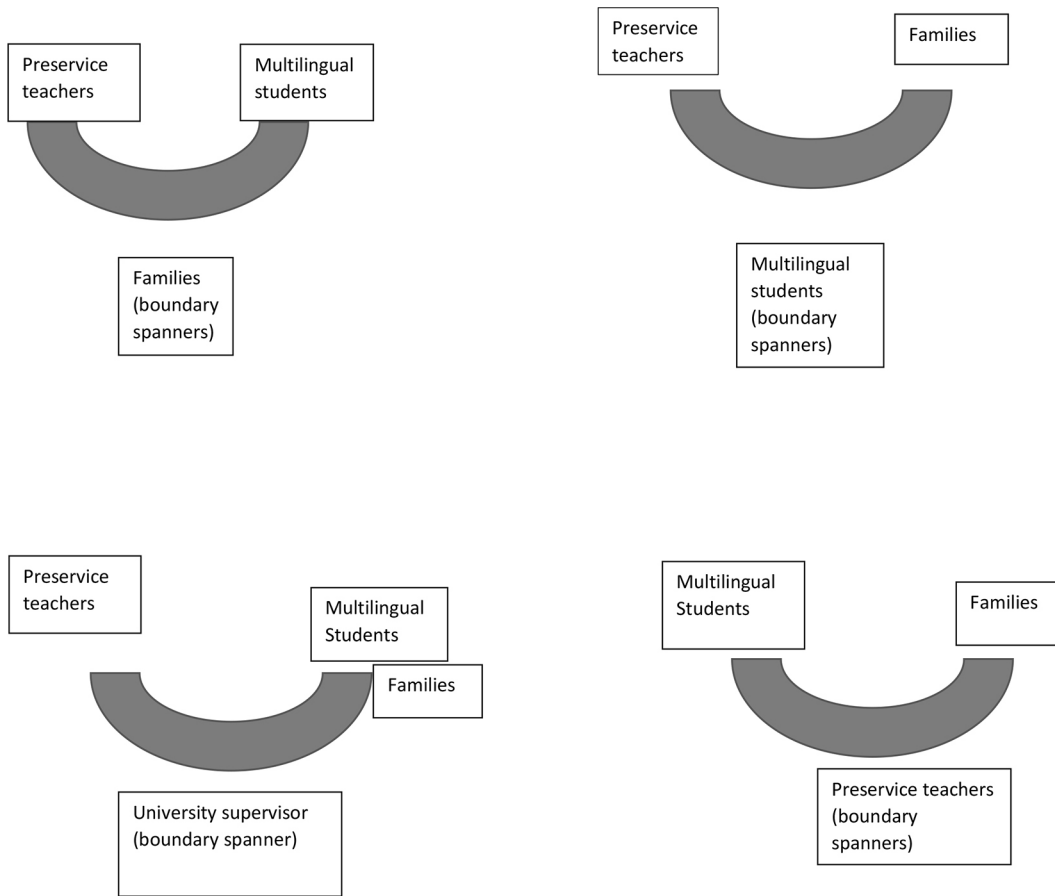 Preservice
teachers
Multilingual
students
Families
(boundary
spanners)
Preservice
teachers
Families
Multilingual
students
(boundary
spanners)
Preservice
teachers
Multilingual
Students
Families
University supervisor
(boundary spanner)
Multilingual
Students
Families
Preservice teachers
(boundary
spanners)